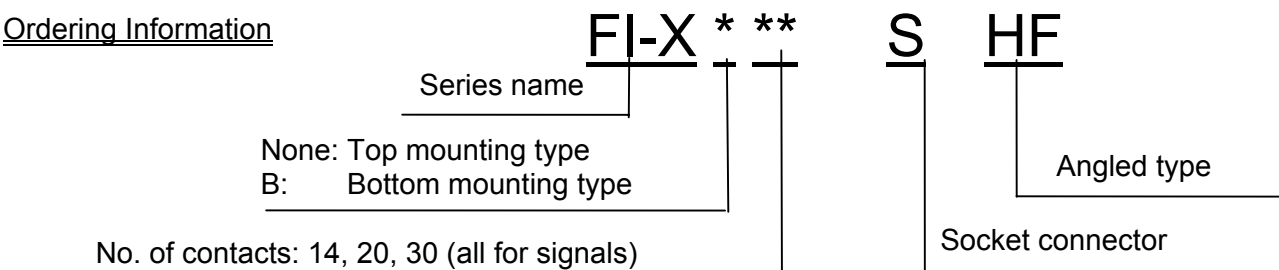 Ordering Information
FI-X * ** S HF
Series name
None: Top mounting type
B: Bottom mounting type
Angled type
Socket connector
No. of contacts: 14, 20, 30 (all for signals)